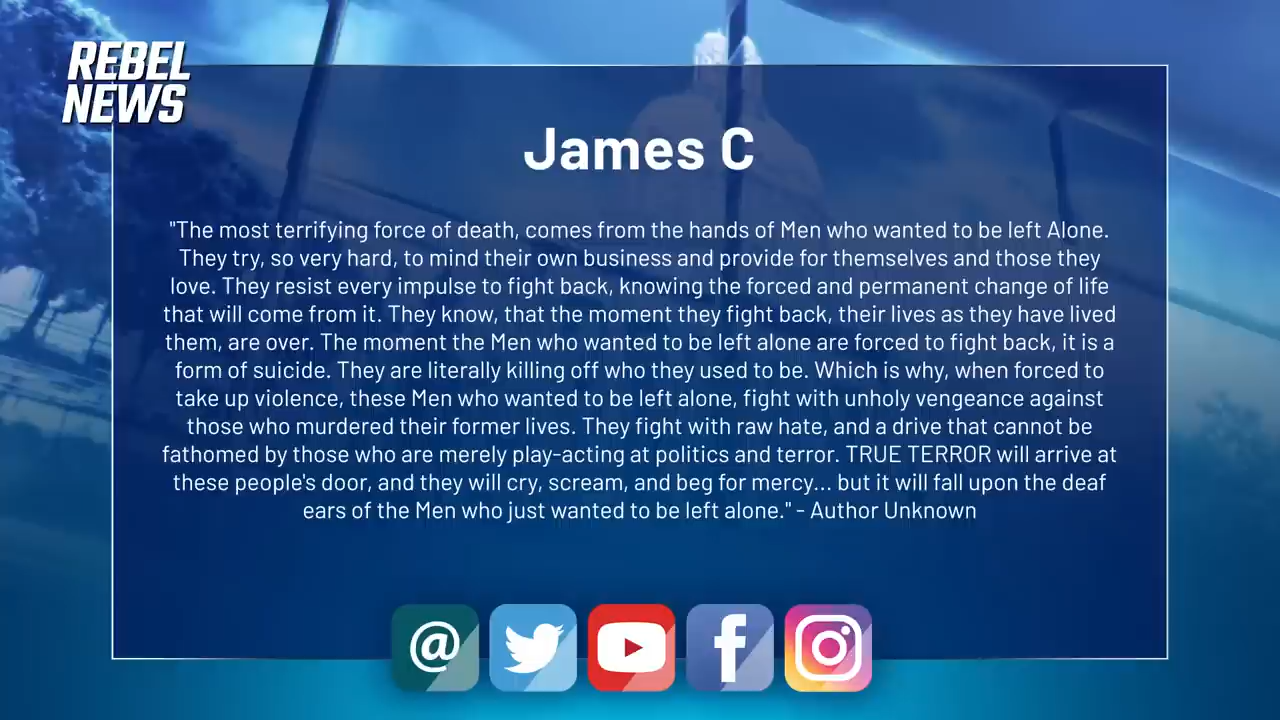 REBEL
NEWS
James C
"The most terrifying force of death, comes from the hands of Men who wanted to be left Alone.
They try, so very hard, to mind their own business and provide for themselves and those they
love. They resist every impulse to fight back, knowing the forced and permanent change of life
that will come from it. They know, that the moment they fight back, their lives as they have lived
them, are over. The moment the Men who wanted to be left alone are forced to fight back, it is a
form of suicide. They are literally killing off who they used to be. Which is why, when forced to
take up violence, these Men who wanted to be left alone, fight with unholy vengeance against
those who murdered their former lives. They fight with raw hate, and a drive that cannot be
fathomed by those who are merely play-acting at politics and terror. TRUE TERROR will arrive at
these people's door, and they will cry, scream, and beg for mercy... but it will fall upon the deaf
ears of the Men who just wanted to be left alone." - Author Unknown